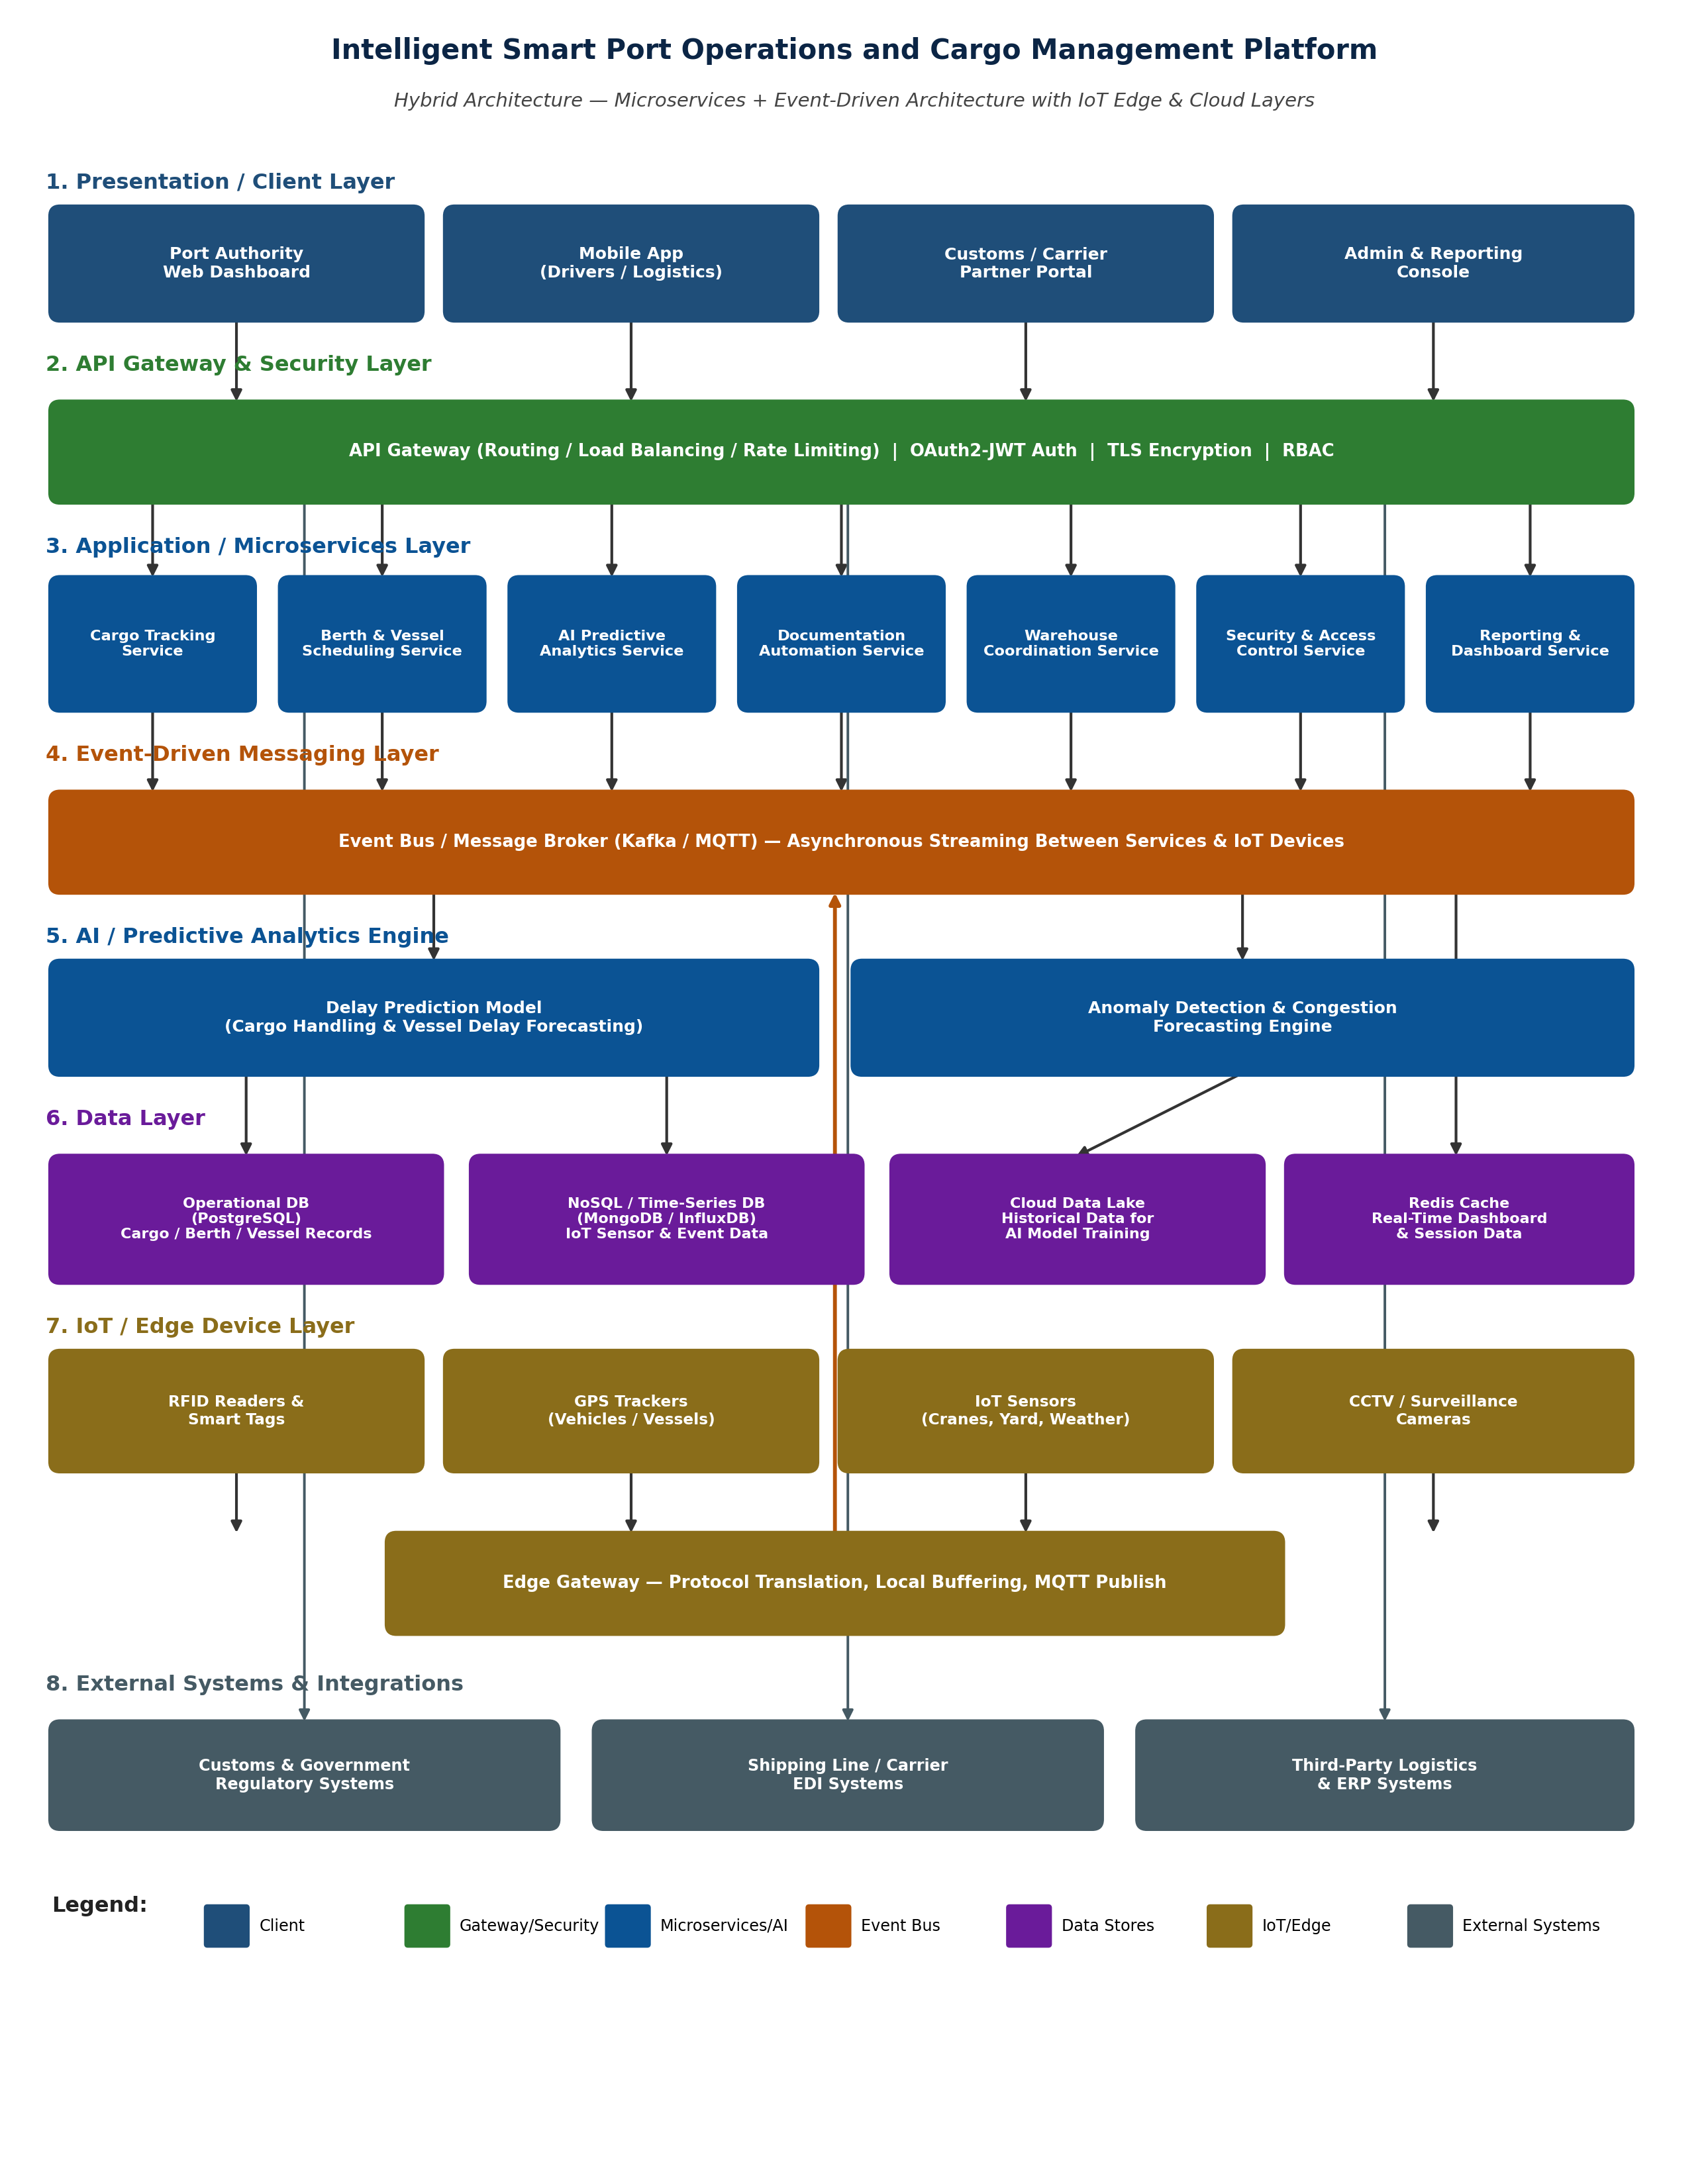 Intelligent Smart Port Operations and Cargo Management Platform
Hybrid Architecture — Microservices + Event-Driven Architecture with IoT Edge & Cloud Layers
1. Presentation / Client Layer
Port Authority
Web Dashboard
Mobile App
(Drivers / Logistics)
Customs / Carrier
Partner Portal
Admin & Reporting
Console
2. API Gateway & Security Layer
API Gateway (Routing / Load Balancing / Rate Limiting) | OAuth2-JWT Auth | TLS Encryption | RBAC
3. Application / Microservices Layer
Cargo Tracking
Service
Berth & Vessel
Scheduling Service
AI Predictive
Analytics Service
Documentation
Automation Service
Warehouse
Coordination Service
Security & Access
Control Service
Reporting &
Dashboard Service
4. Event-Driven Messaging Layer
Event Bus / Message Broker (Kafka / MQTT) — Asynchronous Streaming Between Services & IoT Devices
5. AI / Predictive Analytics Engine
Delay Prediction Model
(Cargo Handling & Vessel Delay Forecasting)
Anomaly Detection & Congestion
Forecasting Engine
6. Data Layer
Operational DB
(PostgreSQL)
Cargo / Berth / Vessel Records
NoSQL / Time-Series DB
(MongoDB / InfluxDB)
IoT Sensor & Event Data
Cloud Data Lake
Historical Data for
AI Model Training
Redis Cache
Real-Time Dashboard
& Session Data
7. IoT / Edge Device Layer
RFID Readers &
Smart Tags
GPS Trackers
(Vehicles / Vessels)
IoT Sensors
(Cranes, Yard, Weather)
CCTV / Surveillance
Cameras
Edge Gateway — Protocol Translation, Local Buffering, MQTT Publish
8. External Systems & Integrations
Customs & Government
Regulatory Systems
Shipping Line / Carrier
EDI Systems
Third-Party Logistics
& ERP Systems
Legend:
Client
Gateway/Security
Microservices/AI
Event Bus
Data Stores
IoT/Edge
External Systems